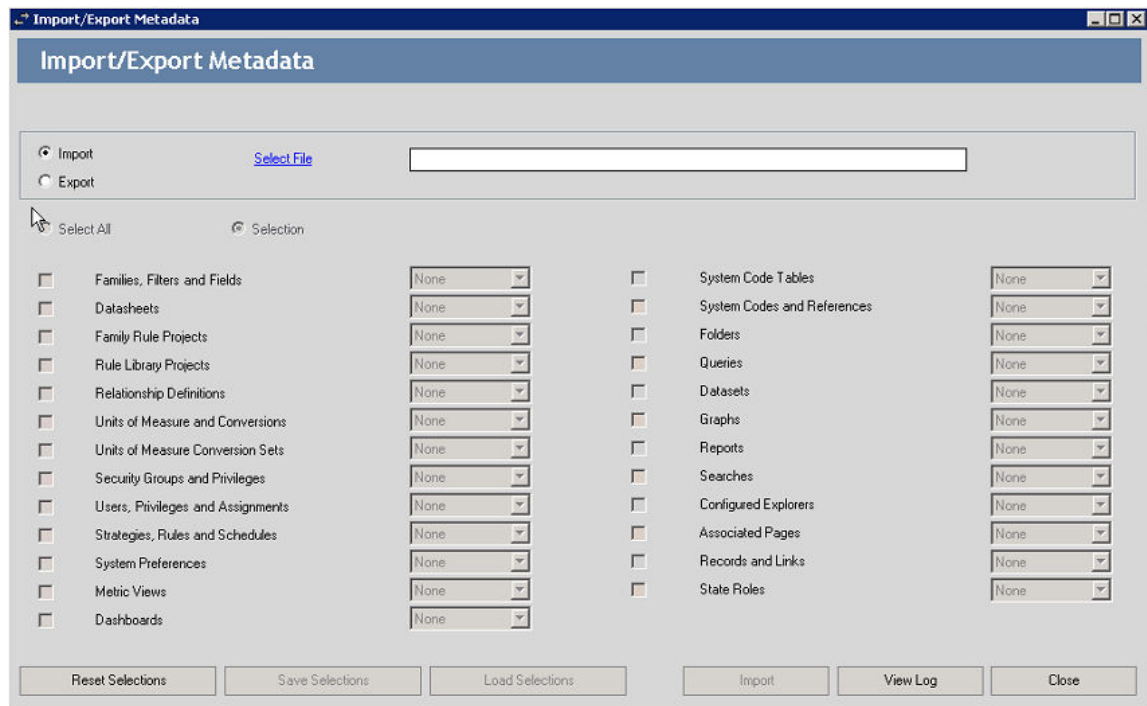 Import/Export Metadata
Import/Export Metadata
Import
Select File
Export
Select All Selection
Families, Filters and Fields None System Code Tables None
Datasheets None System Codes and References None
Family Rule Projects None Folders None
Rule Library Projects None Queries None
Relationship Definitions None Datasets None
Units of Measure and Conversions None Graphs None
Units of Measure Conversion Sets None Reports None
Security Groups and Privileges None Searches None
Users, Privileges and Assignments None Configured Explorers None
Strategies, Rules and Schedules None Associated Pages None
System Preferences None Records and Links None
Metric Views None State Roles None
Dashboards None
Reset Selections Save Selections Load Selections Import View Log Close